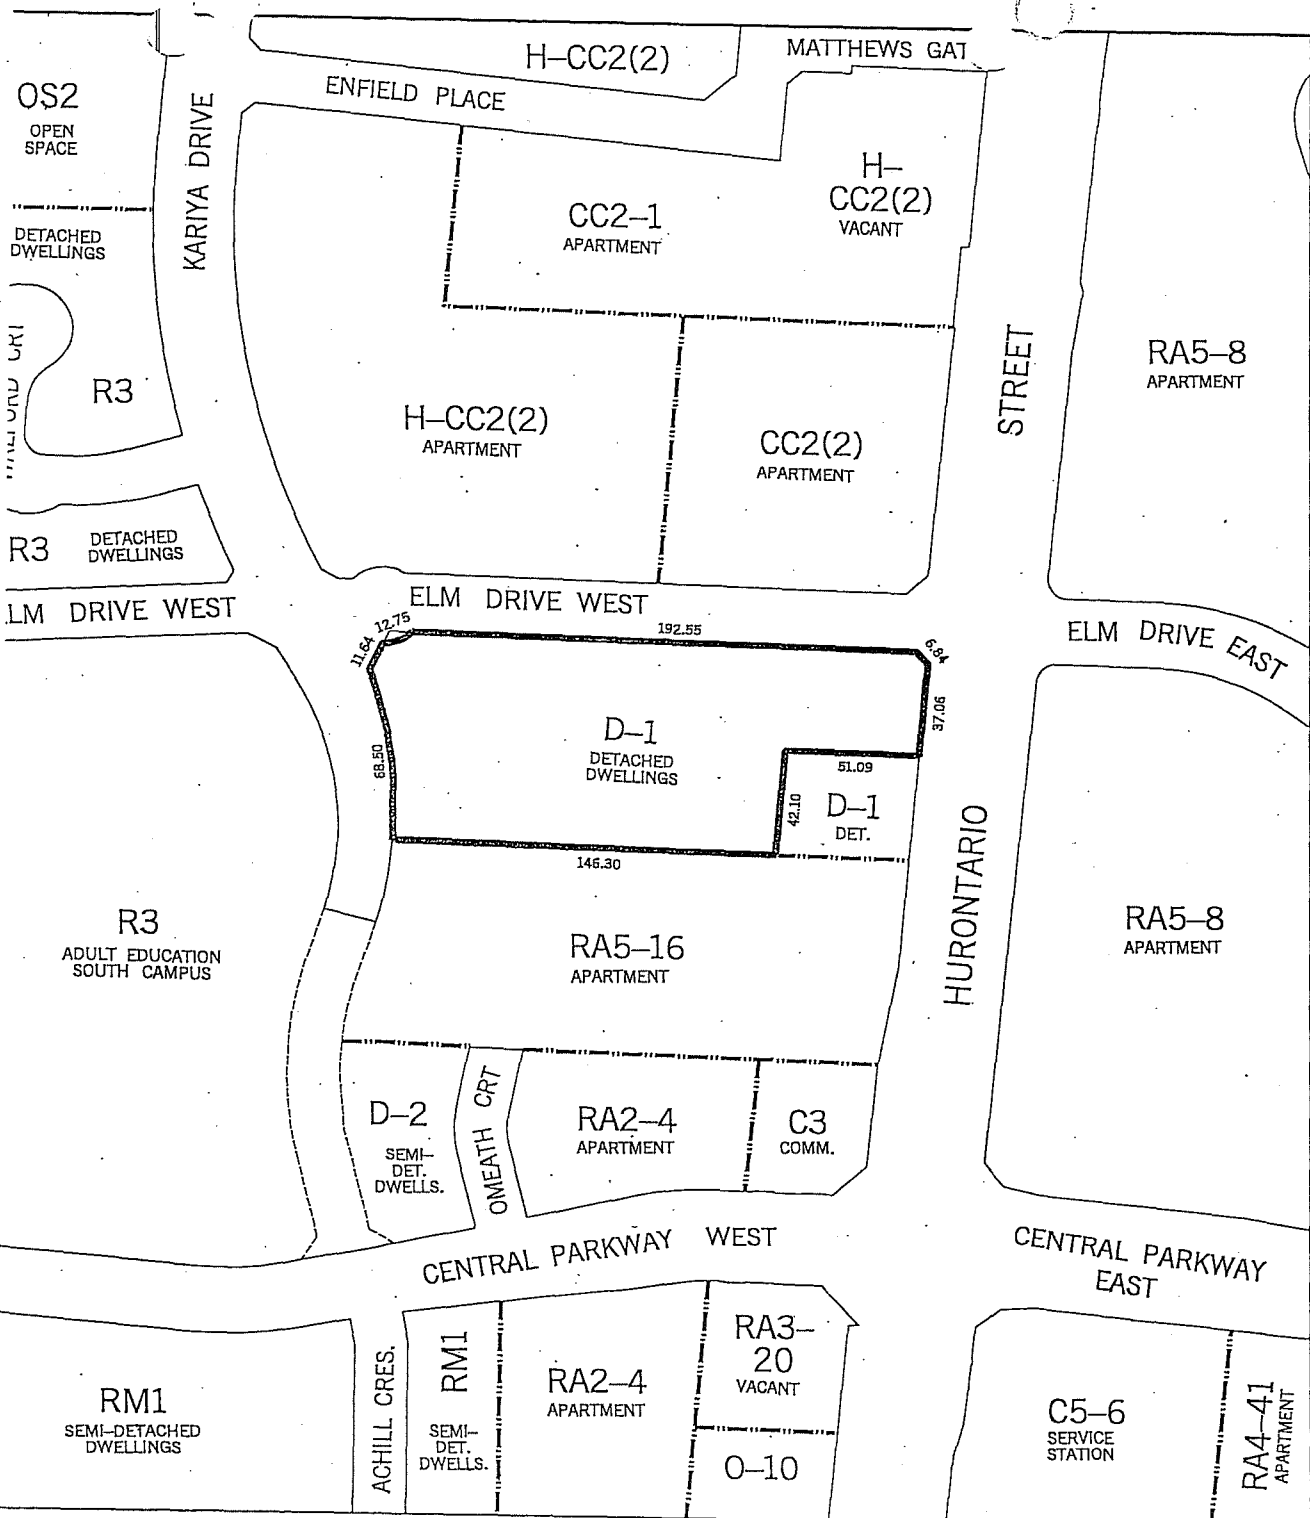 H-CC2(2)
MATTHEWS GAT
ENFIELD PLACE
OS2
OPEN
SPACE
KARIYA DRIVE
H-
CC2(2)
VACANT
CC2-1
APARTMENT
DETACHED
DWELLINGS
STREET
RA5-8
APARTMENT
R3
H-CC2(2)
APARTMENT
CC2(2)
APARTMENT
R3
DETACHED
DWELLINGS
LM DRIVE WEST
ELM DRIVE WEST
ELM DRIVE EAST
12.75
11.64
192.55
6.84
37.06
D-1
DETACHED
DWELLINGS
68.50
51.09
42.10
D-1
DET.
146.30
HURONTARIO
R3
ADULT EDUCATION
SOUTH CAMPUS
RA5-16
APARTMENT
RA5-8
APARTMENT
D-2
SEMI-
DET.
DWELLS.
OMEATH CRT
RA2-4
APARTMENT
C3
COMM.
CENTRAL PARKWAY WEST
CENTRAL PARKWAY
EAST
RM1
SEMI-DETACHED
DWELLINGS
ACHILL CRES.
RM1
SEMI-
DET.
DWELLS.
RA2-4
APARTMENT
RA3-
20
VACANT
O-10
C5-6
SERVICE
STATION
RA4-41
APARTMENT